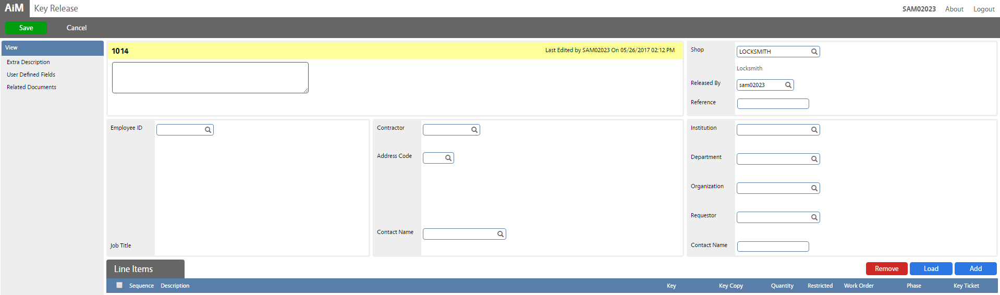 AiM Key Release SAM02023 About Logout
Save Cancel
View
Extra Description
User Defined Fields
Related Documents
1014 Last Edited by SAM02023 On 05/26/2017 02:12 PM
Shop LOCKSMITH
Locksmith
Released By sam02023
Reference
Employee ID
Job Title
Contractor
Address Code
Contact Name
Institution
Department
Organization
Requestor
Contact Name
Line Items Remove Load Add
Sequence Description Key Key Copy Quantity Restricted Work Order Phase Key Ticket